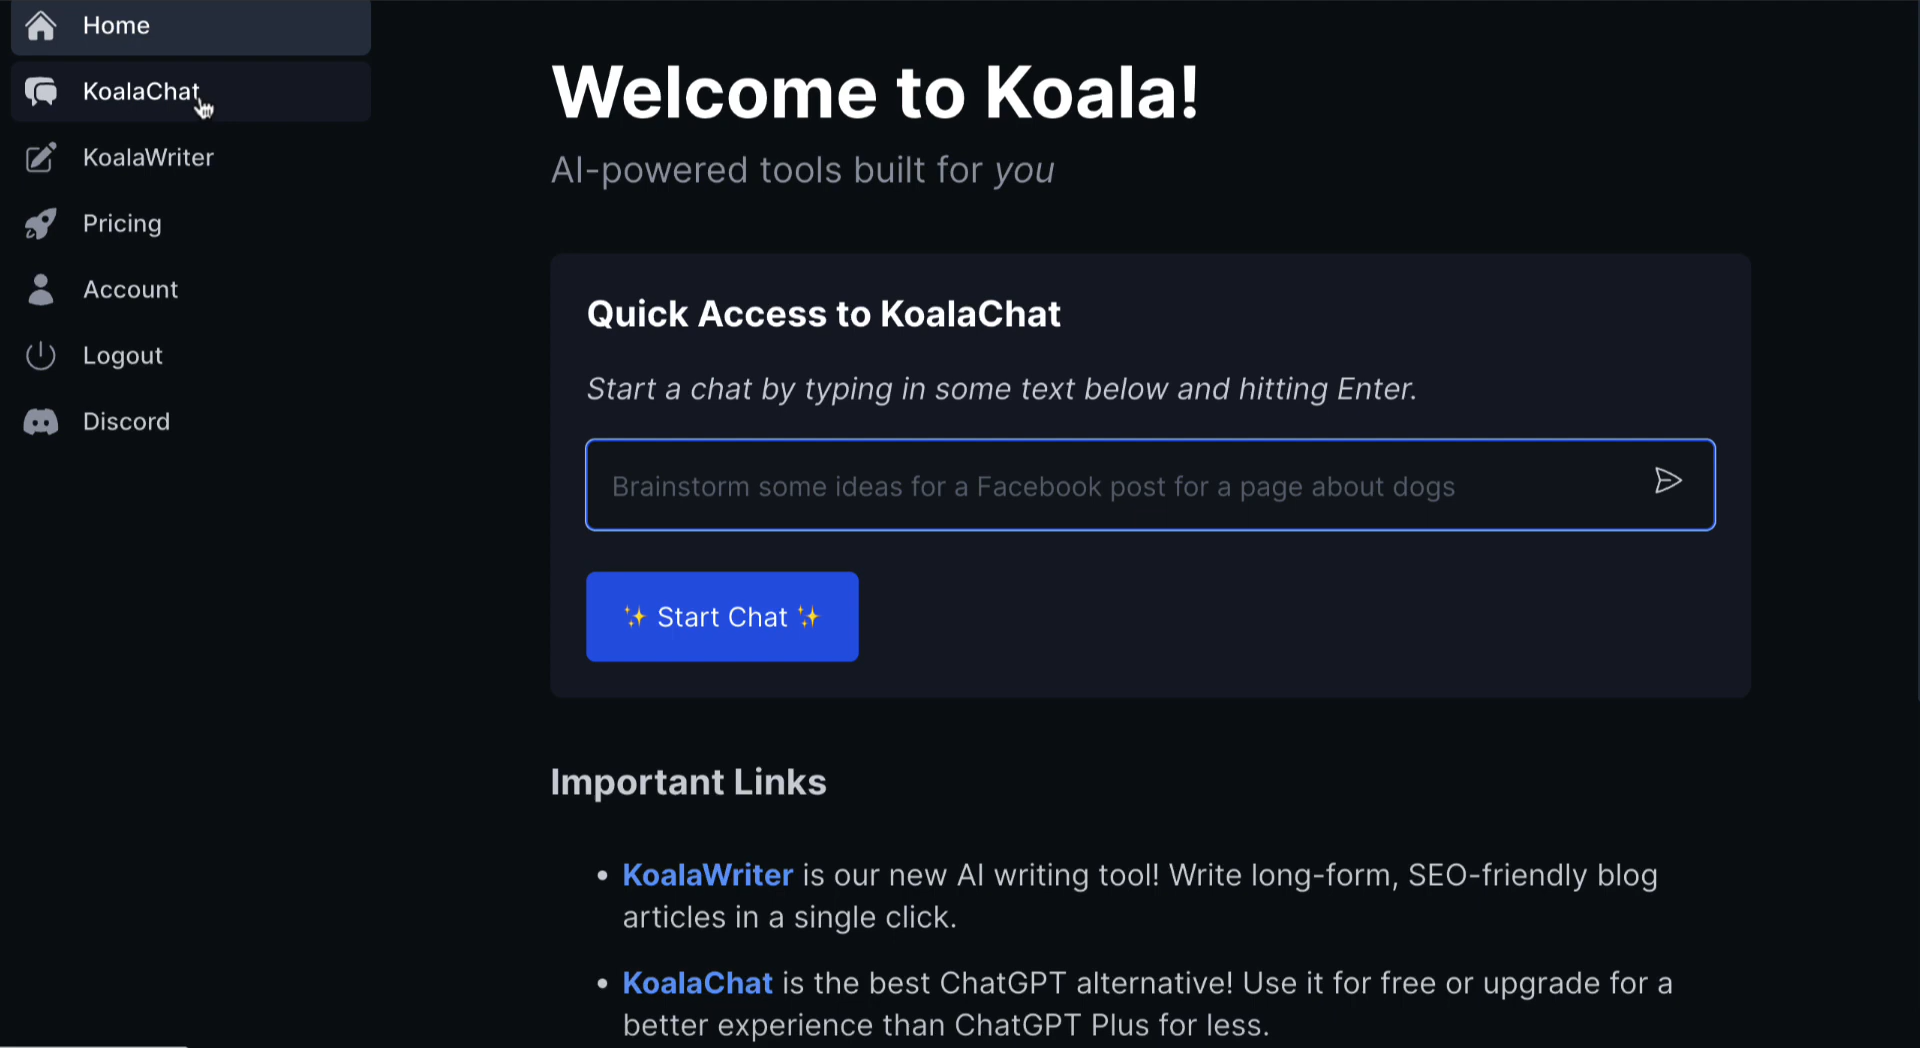 Home
KoalaChat
KoalaWriter
Pricing
Account
Logout
Discord
Welcome to Koala!
AI-powered tools built for you
Quick Access to KoalaChat
Start a chat by typing in some text below and hitting Enter.
Brainstorm some ideas for a Facebook post for a page about dogs
✨ Start Chat ✨
Important Links
• KoalaWriter is our new AI writing tool! Write long-form, SEO-friendly blog
articles in a single click.
• KoalaChat is the best ChatGPT alternative! Use it for free or upgrade for a
better experience than ChatGPT Plus for less.